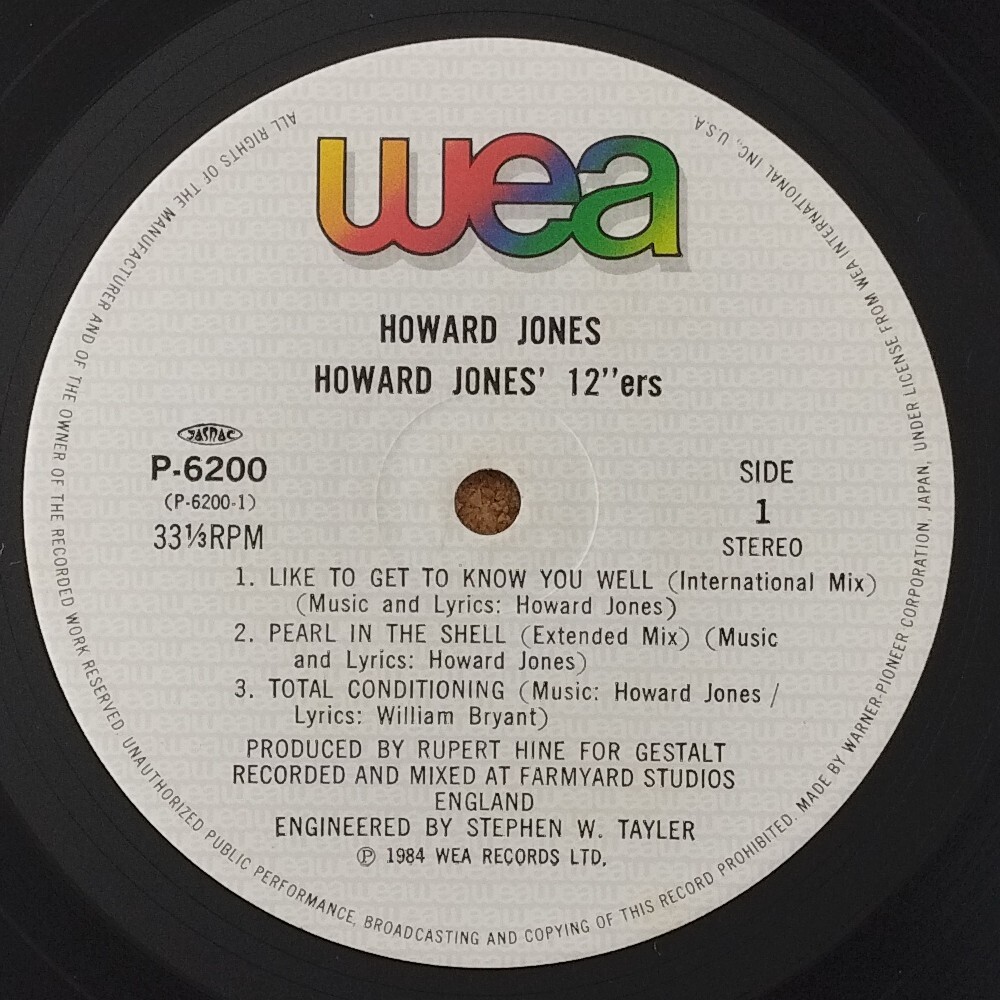 wea
HOWARD JONES
HOWARD JONES' 12"ers
JASRAC
P-6200
(P-6200-1)
33⅓RPM
SIDE
1
STEREO
1. LIKE TO GET TO KNOW YOU WELL (International Mix)
(Music and Lyrics: Howard Jones)
2. PEARL IN THE SHELL (Extended Mix) (Music
and Lyrics: Howard Jones)
3. TOTAL CONDITIONING (Music: Howard Jones /
Lyrics: William Bryant)
PRODUCED BY RUPERT HINE FOR GESTALT
RECORDED AND MIXED AT FARMYARD STUDIOS
ENGLAND
ENGINEERED BY STEPHEN W. TAYLER
Ⓟ 1984 WEA RECORDS LTD.
ALL RIGHTS OF THE MANUFACTURER AND OF THE OWNER OF THE RECORDED WORK RESERVED UNAUTHORIZED PUBLIC PERFORMANCE, BROADCASTING AND COPYING OF THIS RECORD PROHIBITED. MADE BY WARNER-PIONEER CORPORATION, JAPAN, UNDER LICENSE FROM WEA INTERNATIONAL INC., U.S.A.